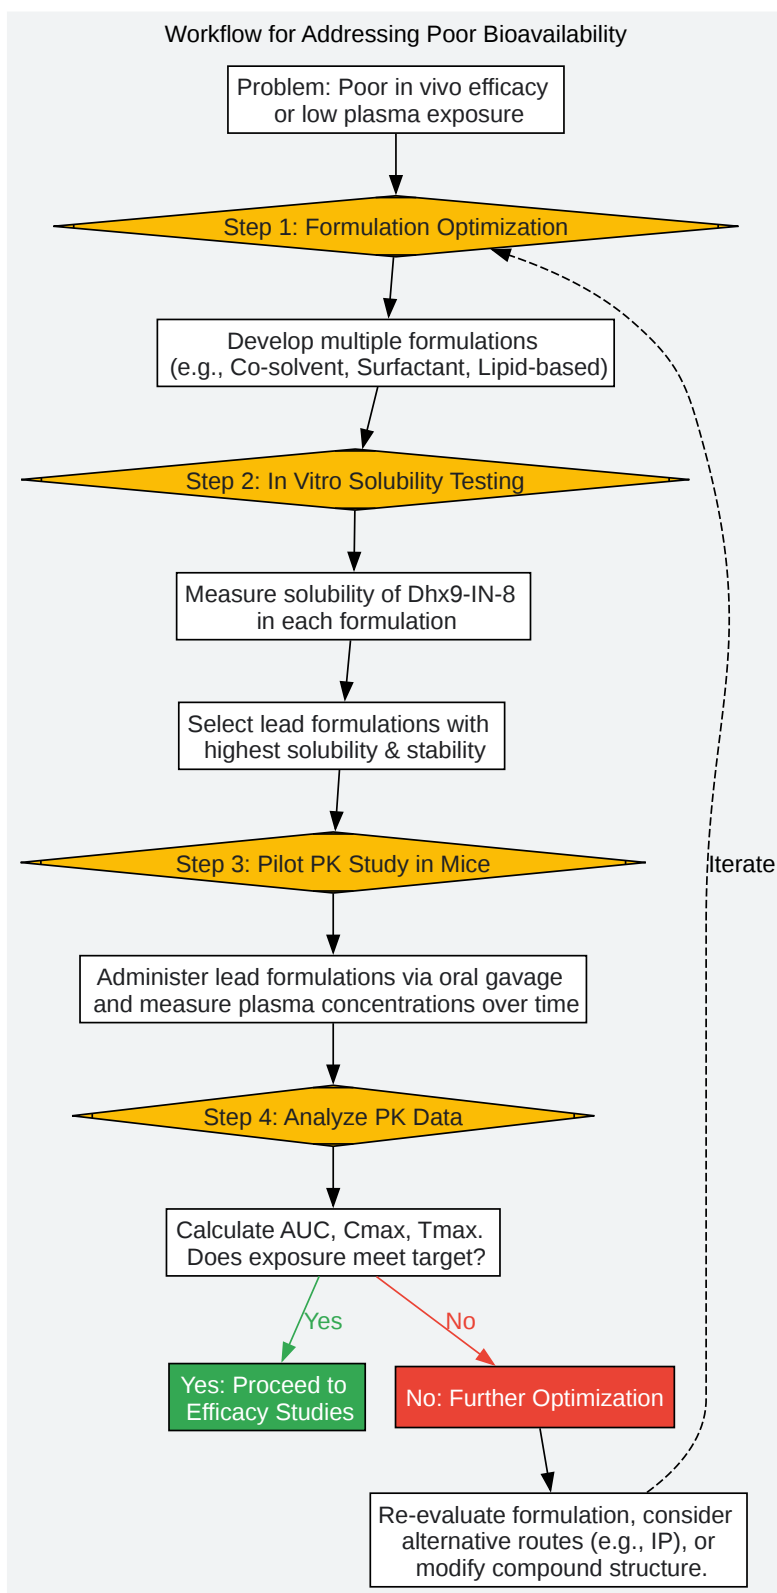 Workflow for Addressing Poor Bioavailability
Problem: Poor in vivo efficacy
or low plasma exposure
Step 1: Formulation Optimization
Develop multiple formulations
(e.g., Co-solvent, Surfactant, Lipid-based)
Step 2: In Vitro Solubility Testing
Measure solubility of Dhx9-IN-8
in each formulation
Select lead formulations with
highest solubility & stability
Step 3: Pilot PK Study in Mice
Iterate
Administer lead formulations via oral gavage
and measure plasma concentrations over time
Step 4: Analyze PK Data
Calculate AUC, Cmax, Tmax.
Does exposure meet target?
Yes
No
Yes: Proceed to
Efficacy Studies
No: Further Optimization
Re-evaluate formulation, consider
alternative routes (e.g., IP), or
modify compound structure.